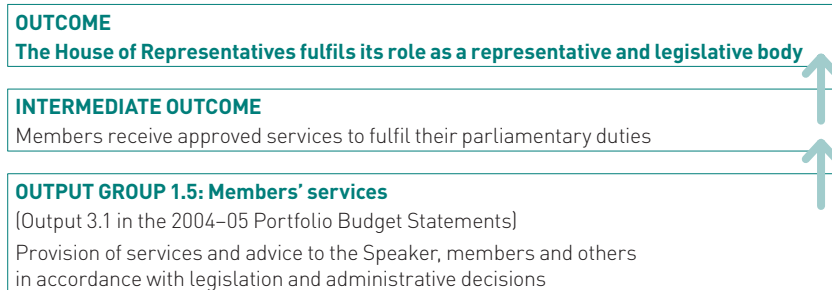 OUTCOME
The House of Representatives fulfils its role as a representative and legislative body
INTERMEDIATE OUTCOME
Members receive approved services to fulfil their parliamentary duties
OUTPUT GROUP 1.5: Members’ services
(Output 3.1 in the 2004–05 Portfolio Budget Statements)
Provision of services and advice to the Speaker, members and others
in accordance with legislation and administrative decisions